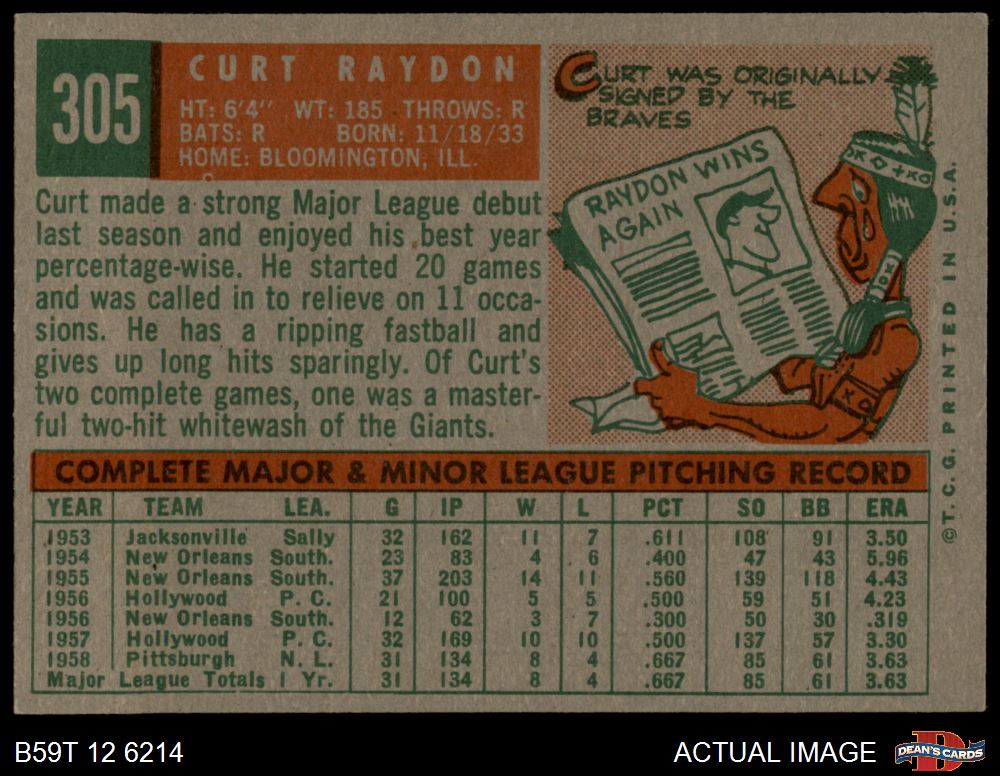 305
CURT RAYDON
HT: 6'4" WT: 185 THROWS: R
BATS: R BORN: 11/18/33
HOME: BLOOMINGTON, ILL.
Curt made a strong Major League debut
last season and enjoyed his best year
percentage-wise. He started 20 games
and was called in to relieve on 11 occa-
sions. He has a ripping fastball and
gives up long hits sparingly. Of Curt's
two complete games, one was a master-
ful two-hit whitewash of the Giants.
CURT WAS ORIGINALLY
SIGNED BY THE
BRAVES
RAYDON WINS
AGAIN
©T. C. G. PRINTED IN U.S.A.
COMPLETE MAJOR & MINOR LEAGUE PITCHING RECORD
YEAR TEAM LEA. G IP W L PCT SO BB ERA
1953 Jacksonville Sally 32 162 11 7 .611 108 91 3.50
1954 New Orleans South. 23 83 4 6 .400 47 43 5.96
1955 New Orleans South. 37 203 14 11 .560 139 118 4.43
1956 Hollywood P. C. 21 100 5 5 .500 59 51 4.23
1956 New Orleans South. 12 62 3 7 .300 50 30 .319
1957 Hollywood P. C. 32 169 10 10 .500 137 57 3.30
1958 Pittsburgh N. L. 31 134 8 4 .667 85 61 3.63
Major League Totals 1 Yr. 31 134 8 4 .667 85 61 3.63
B59T 12 6214
ACTUAL IMAGE
D
DEAN'S CARDS